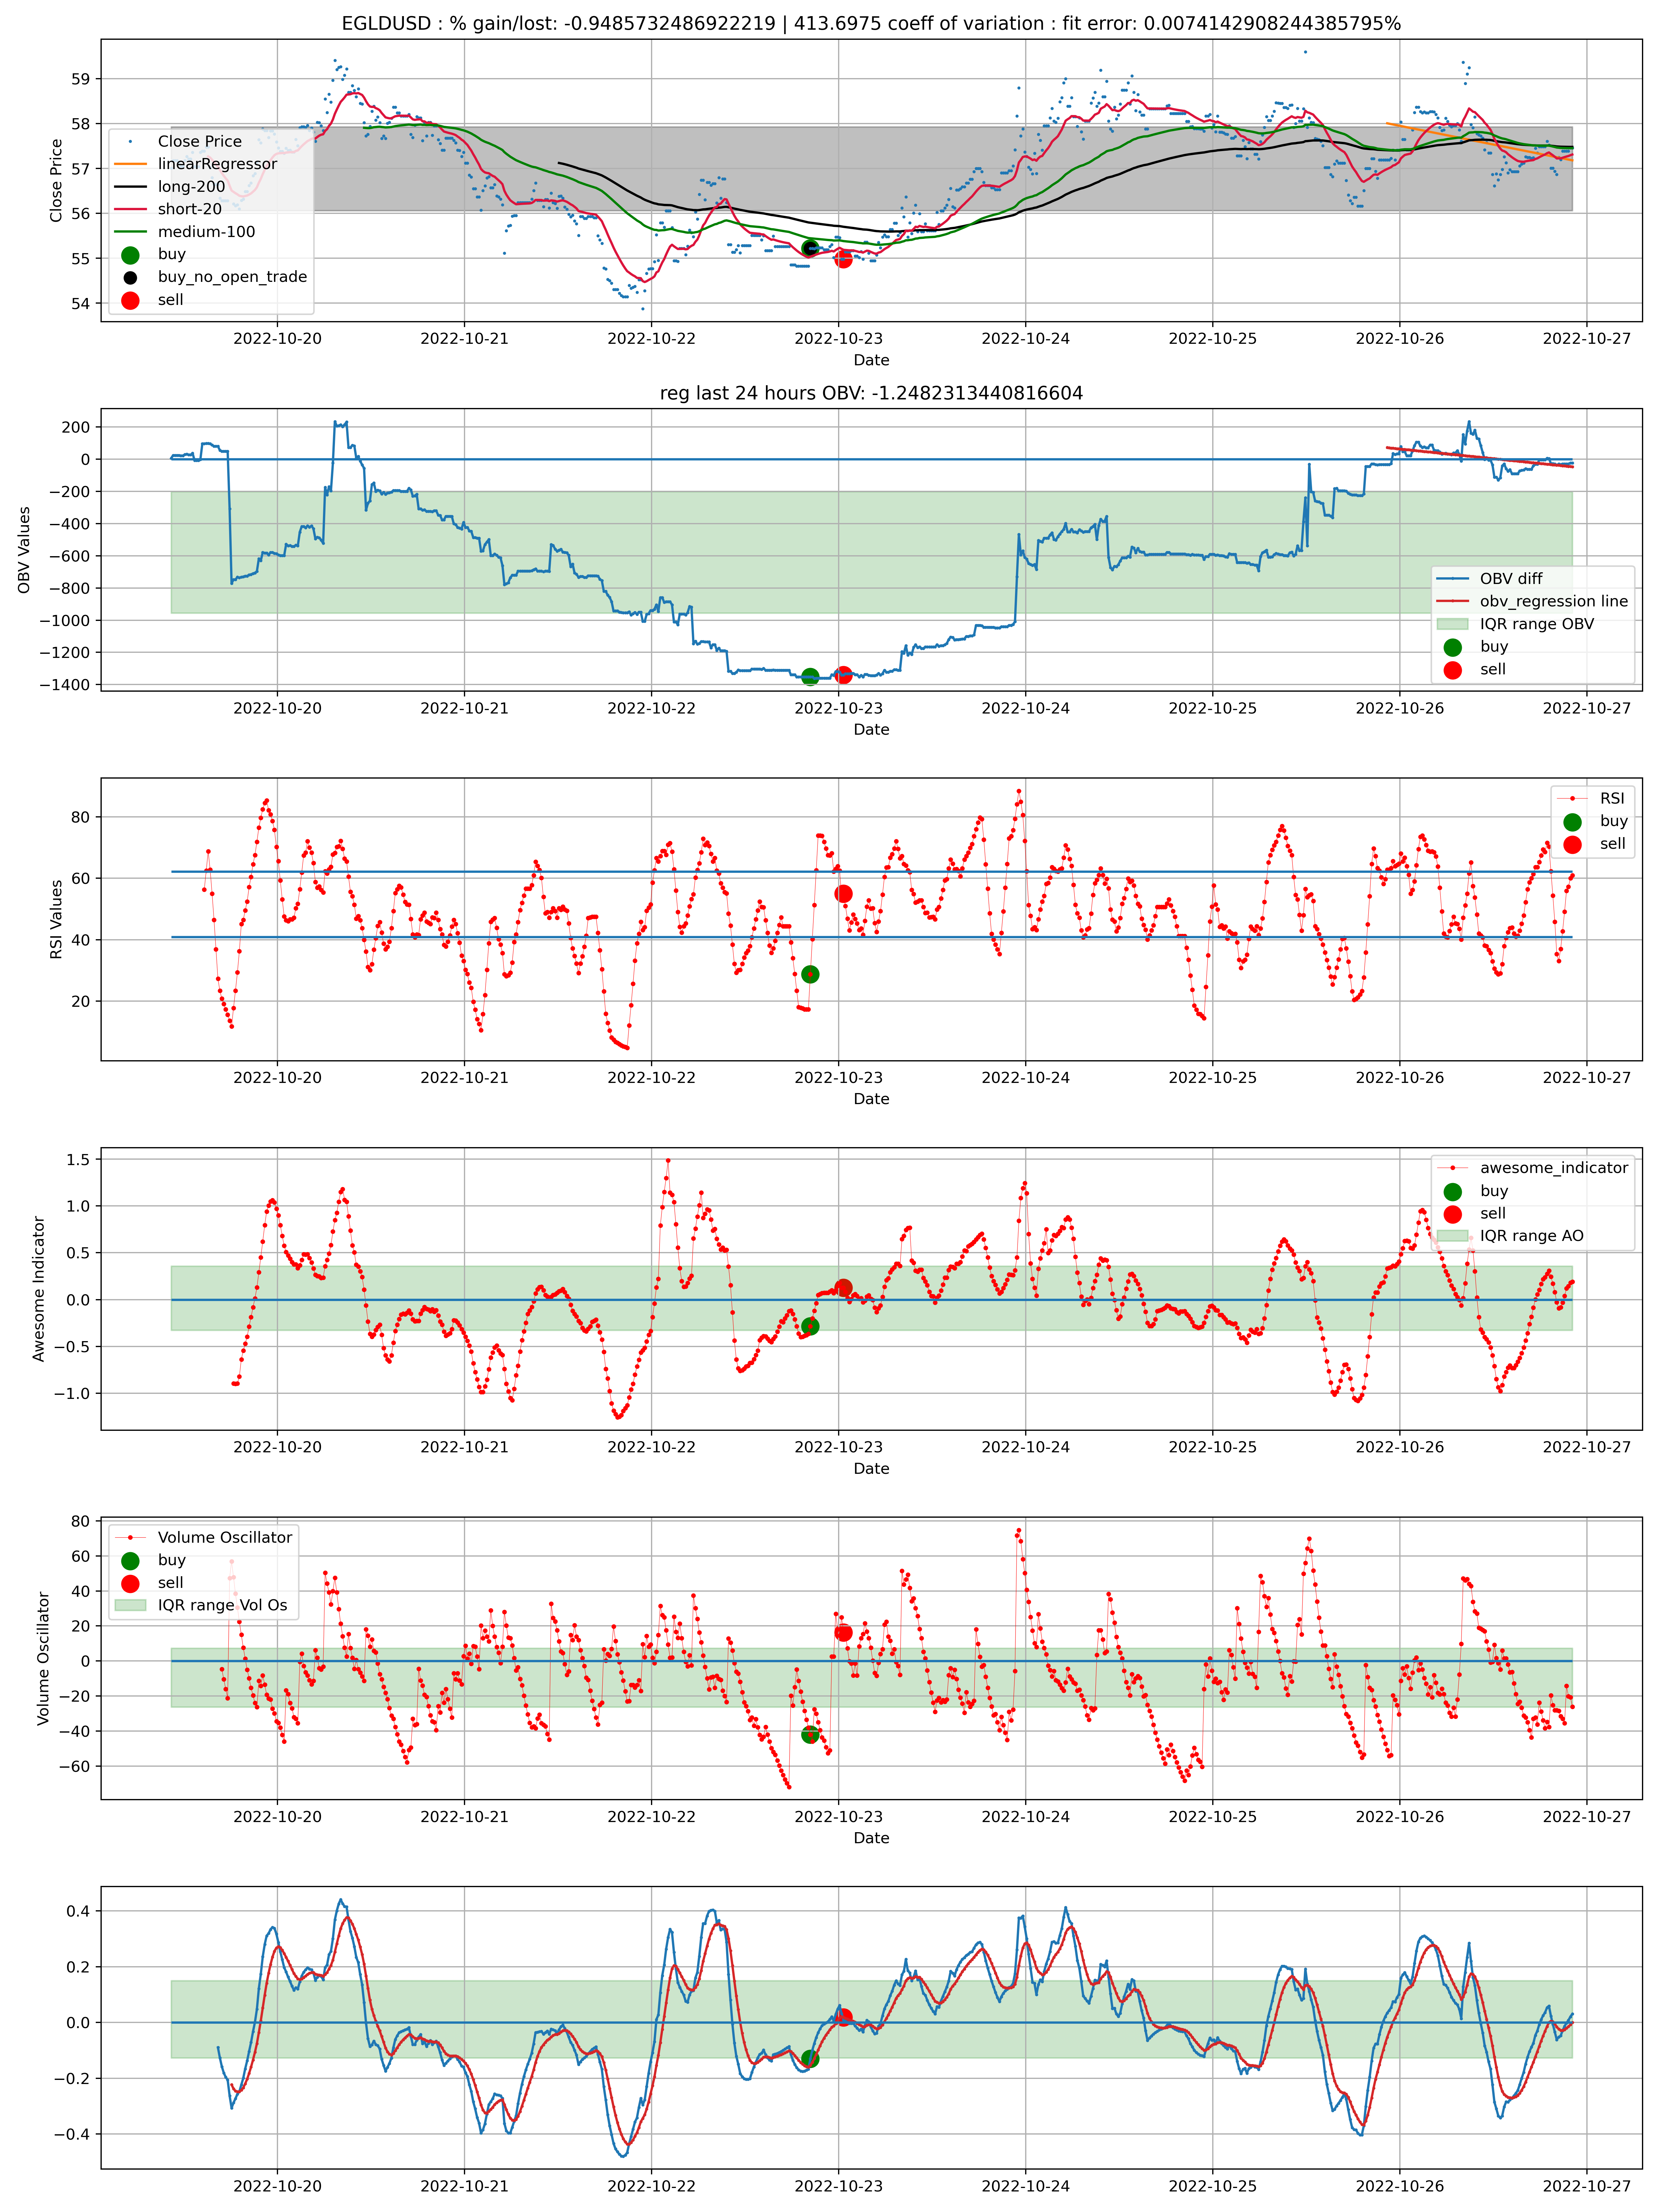 EGLDUSD : % gain/lost: -0.9485732486922219 | 413.6975 coeff of variation : fit error: 0.0074142908244385795%
Close Price
59
58
57
56
55
54
Close Price
linearRegressor
long-200
short-20
medium-100
buy
buy_no_open_trade
sell
2022-10-20 2022-10-21 2022-10-22 2022-10-23 2022-10-24 2022-10-25 2022-10-26 2022-10-27
Date
reg last 24 hours OBV: -1.2482313440816604
OBV Values
200
0
−200
−400
−600
−800
−1000
−1200
−1400
OBV diff
obv_regression line
IQR range OBV
buy
sell
2022-10-20 2022-10-21 2022-10-22 2022-10-23 2022-10-24 2022-10-25 2022-10-26 2022-10-27
Date
RSI Values
80
60
40
20
RSI
buy
sell
2022-10-20 2022-10-21 2022-10-22 2022-10-23 2022-10-24 2022-10-25 2022-10-26 2022-10-27
Date
Awesome Indicator
1.5
1.0
0.5
0.0
−0.5
−1.0
awesome_indicator
buy
sell
IQR range AO
2022-10-20 2022-10-21 2022-10-22 2022-10-23 2022-10-24 2022-10-25 2022-10-26 2022-10-27
Date
Volume Oscillator
80
60
40
20
0
−20
−40
−60
Volume Oscillator
buy
sell
IQR range Vol Os
2022-10-20 2022-10-21 2022-10-22 2022-10-23 2022-10-24 2022-10-25 2022-10-26 2022-10-27
Date
0.4
0.2
0.0
−0.2
−0.4
2022-10-20 2022-10-21 2022-10-22 2022-10-23 2022-10-24 2022-10-25 2022-10-26 2022-10-27